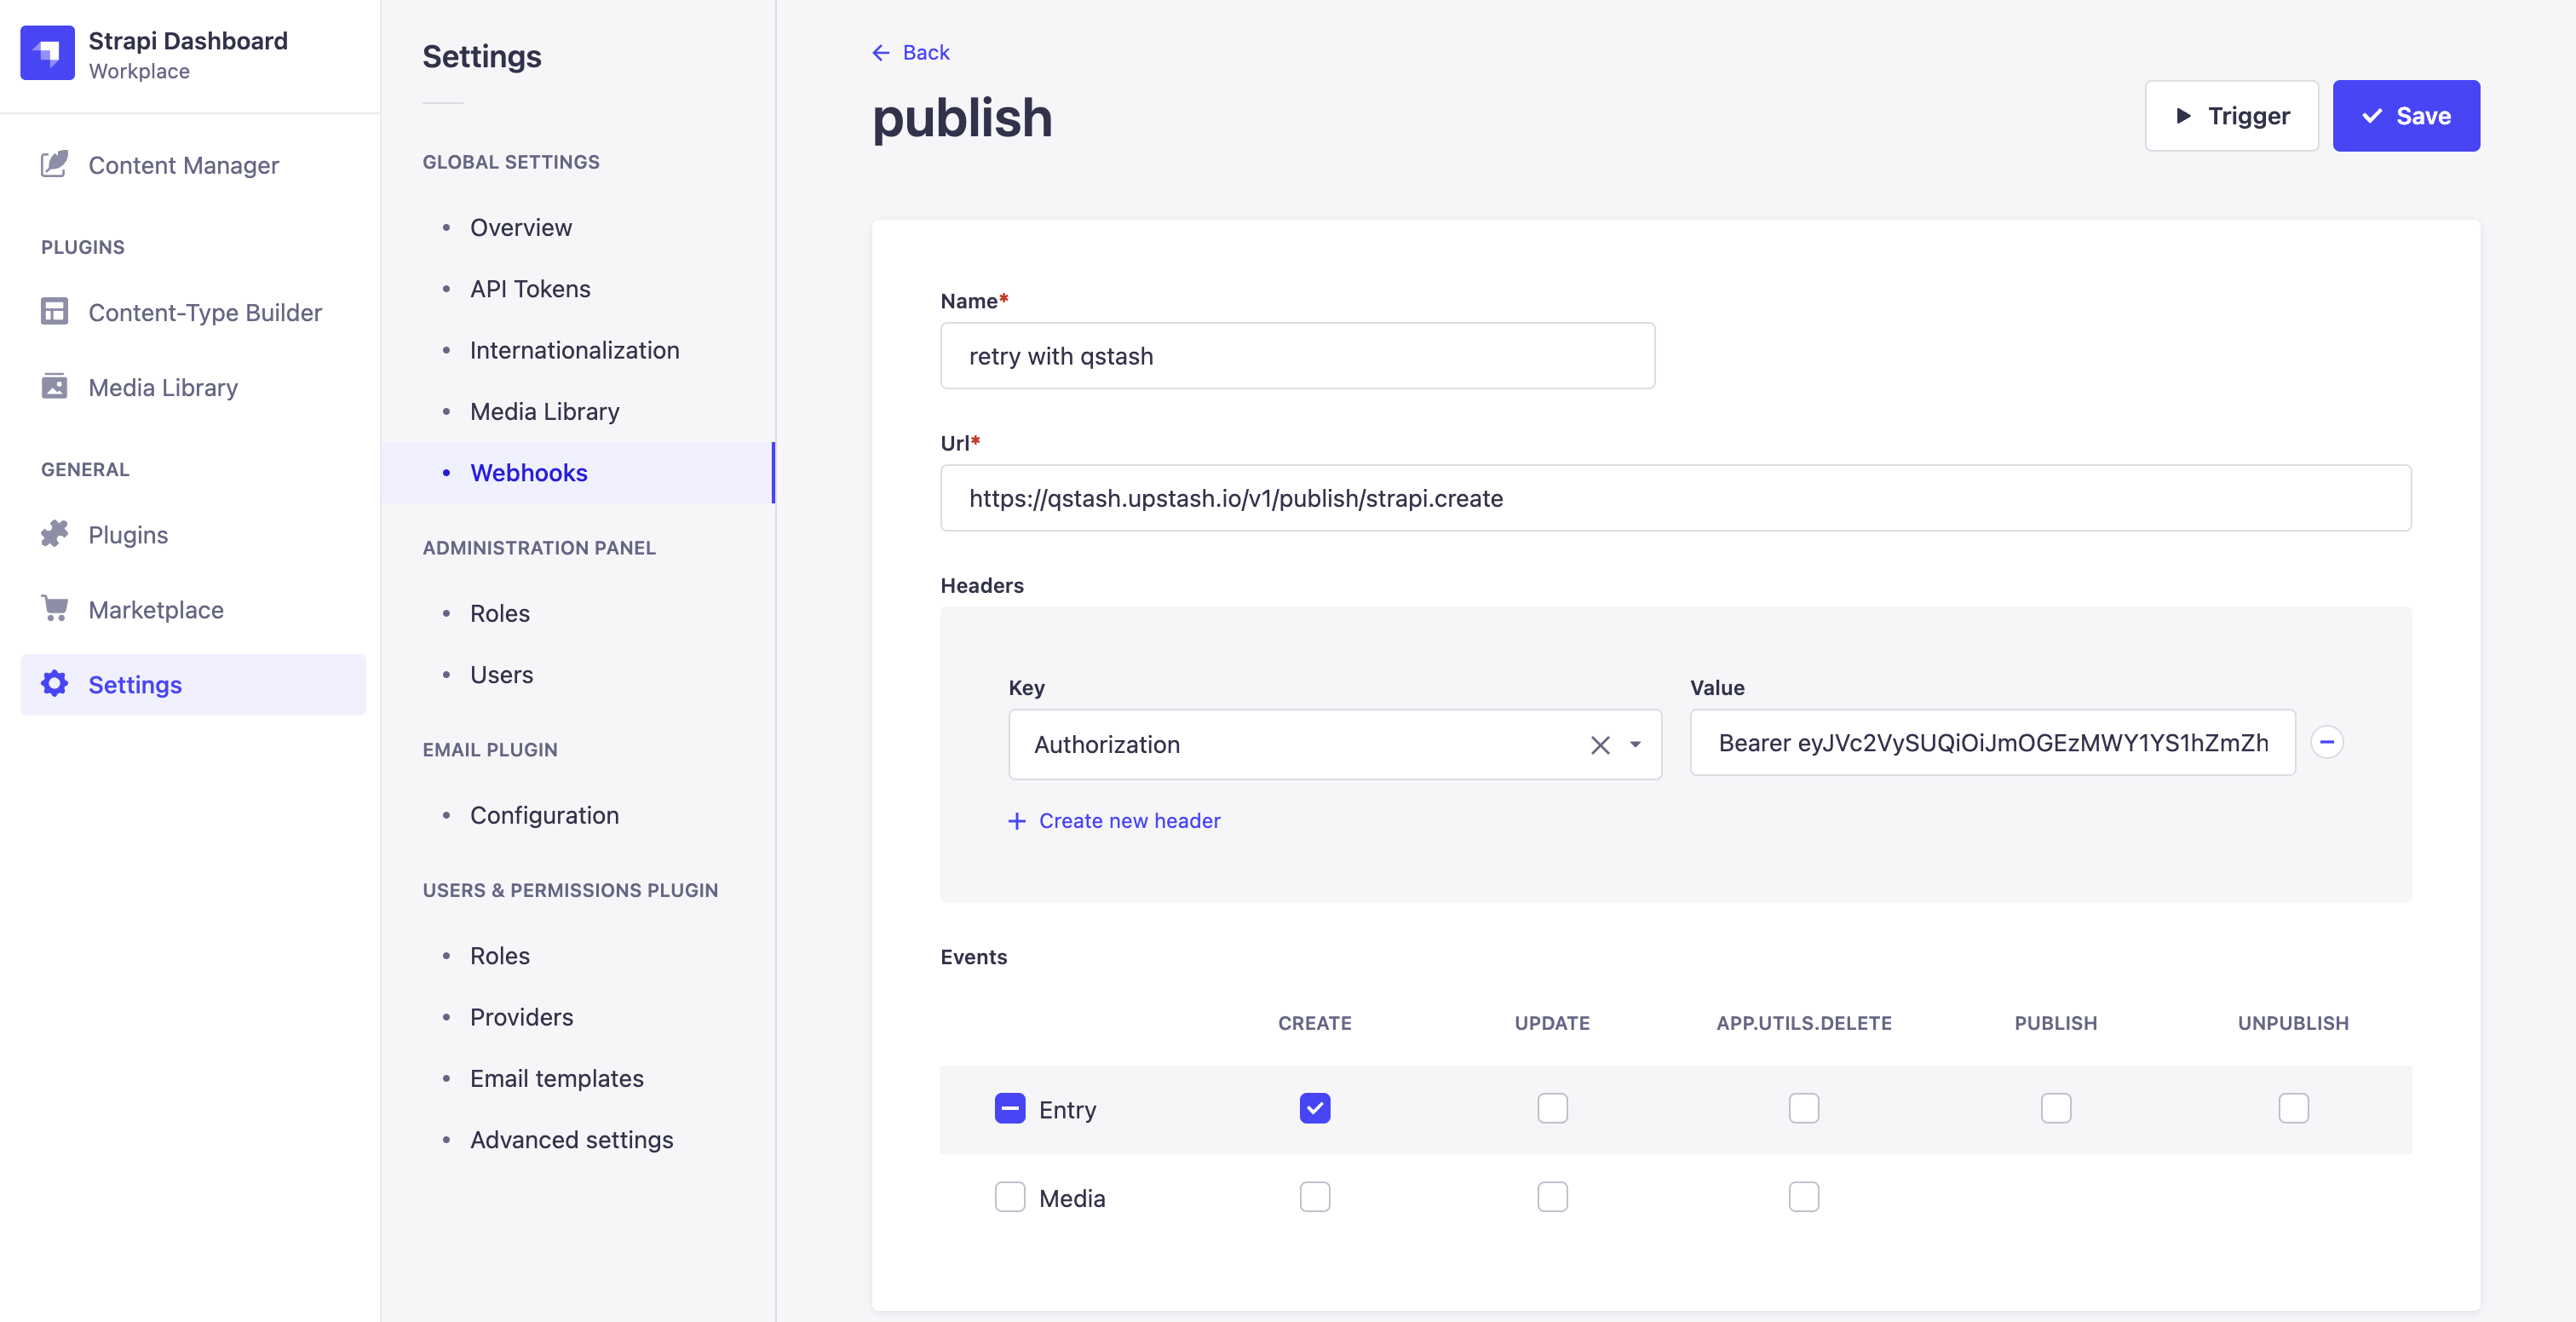 Strapi Dashboard
Workplace
Content Manager
PLUGINS
Content-Type Builder
Media Library
GENERAL
Plugins
Marketplace
Settings
Settings
GLOBAL SETTINGS
Overview
API Tokens
Internationalization
Media Library
Webhooks
ADMINISTRATION PANEL
Roles
Users
EMAIL PLUGIN
Configuration
USERS & PERMISSIONS PLUGIN
Roles
Providers
Email templates
Advanced settings
Back
publish
Trigger
Save
Name*
retry with qstash
Url*
https://qstash.upstash.io/v1/publish/strapi.create
Headers
Key
Value
Authorization
Bearer eyJVc2VySUQiOiJmOGEzMWY1YS1hZmZh
Create new header
Events
CREATE UPDATE APP.UTILS.DELETE PUBLISH UNPUBLISH
Entry
Media